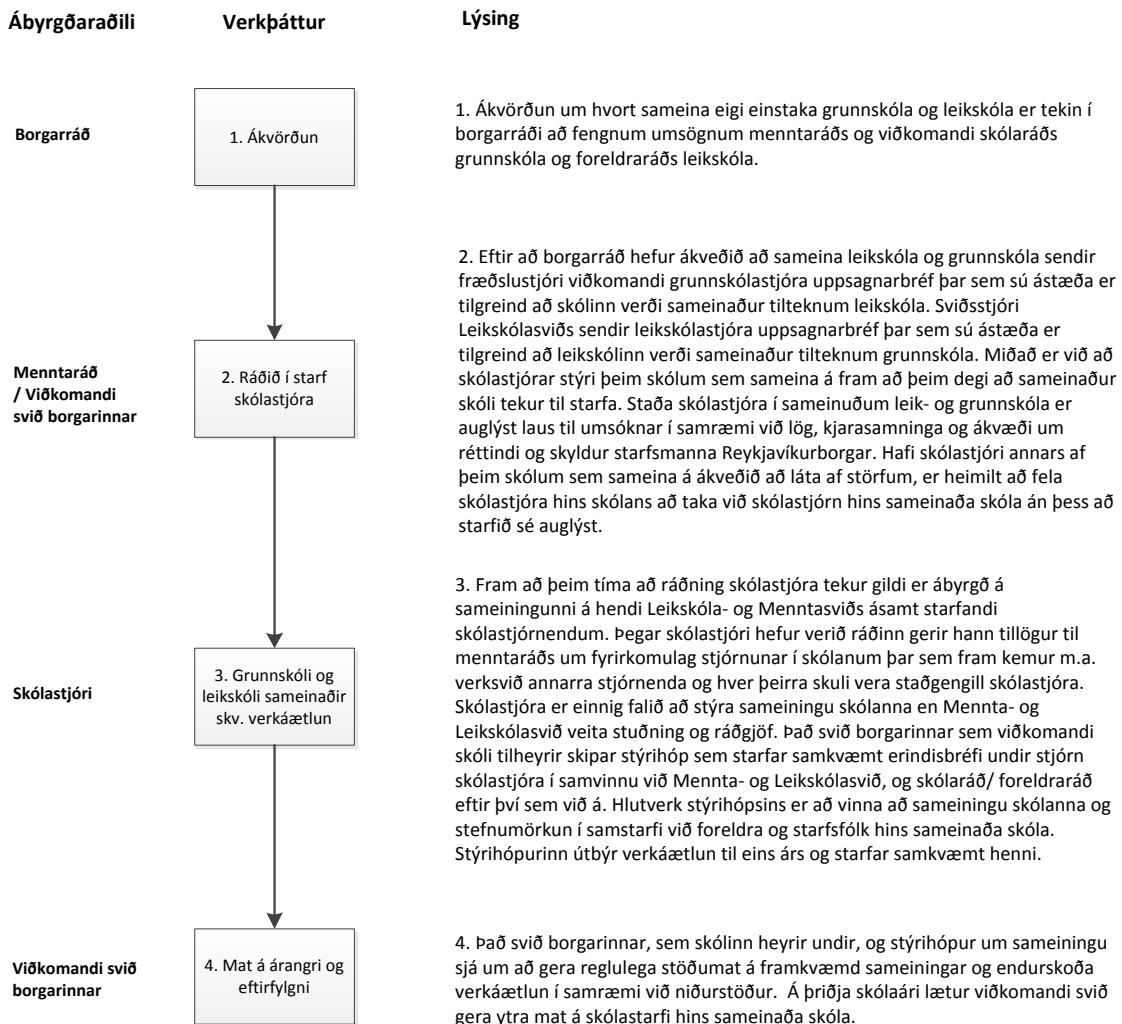 Ábyrgðaraðili
Verkþáttur
Lýsing
Borgarráð
1. Ákvörðun
1. Ákvörðun um hvort sameina eigi einstaka grunnskóla og leikskóla er tekin í
borgarráði að fengnum umsögnum menntaráðs og viðkomandi skólaráðs
grunnskóla og foreldraráðs leikskóla.
Menntaráð
/ Viðkomandi
svið borgarinnar
2. Ráðið í starf
skólastjóra
2. Eftir að borgarráð hefur ákveðið að sameina leikskóla og grunnskóla sendir
fræðslustjóri viðkomandi grunnskólastjóra uppsagnarbréf þar sem sú ástæða er
tilgreind að skólinn verði sameinaður tilteknum leikskóla. Sviðsstjóri
Leikskólasviðs sendir leikskólastjóra uppsagnarbréf þar sem sú ástæða er
tilgreind að leikskólinn verði sameinaður tilteknum grunnskóla. Miðað er við að
skólastjórar stýri þeim skólum sem sameina á fram að þeim degi að sameinaður
skóli tekur til starfa. Staða skólastjóra í sameinuðum leik- og grunnskóla er
auglýst laus til umsóknar í samræmi við lög, kjarasamninga og ákvæði um
réttindi og skyldur starfsmanna Reykjavíkurborgar. Hafi skólastjóri annars af
þeim skólum sem sameina á ákveðið að láta af störfum, er heimilt að fela
skólastjóra hins skólans að taka við skólastjórn hins sameinaða skóla án þess að
starfið sé auglýst.
Skólastjóri
3. Grunnskóli og
leikskóli sameinaðir
skv. verkáætlun
3. Fram að þeim tíma að ráðning skólastjóra tekur gildi er ábyrgð á
sameiningunni á hendi Leikskóla- og Menntasviðs ásamt starfandi
skólastjórnendum. Þegar skólastjóri hefur verið ráðinn gerir hann tillögur til
menntaráðs um fyrirkomulag stjórnunar í skólanum þar sem fram kemur m.a.
verksvið annarra stjórnenda og hver þeirra skuli vera staðgengill skólastjóra.
Skólastjóra er einnig falið að stýra sameiningu skólanna en Mennta- og
Leikskólasvið veita stuðning og ráðgjöf. Það svið borgarinnar sem viðkomandi
skóli tilheyrir skipar stýrihóp sem starfar samkvæmt erindisbréfi undir stjórn
skólastjóra í samvinnu við Mennta- og Leikskólasvið, og skólaráð/ foreldraráð
eftir því sem við á. Hlutverk stýrihópsins er að vinna að sameiningu skólanna og
stefnumörkun í samstarfi við foreldra og starfsfólk hins sameinaða skóla.
Stýrihópurinn útbýr verkáætlun til eins árs og starfar samkvæmt henni.
Viðkomandi svið
borgarinnar
4. Mat á árangri og
eftirfylgni
4. Það svið borgarinnar, sem skólinn heyrir undir, og stýrihópur um sameiningu
sjá um að gera reglulega stöðumat á framkvæmd sameiningar og endurskoða
verkáætlun í samræmi við niðurstöður. Á þriðja skólaári lætur viðkomandi svið
gera ytra mat á skólastarfi hins sameinaða skóla.